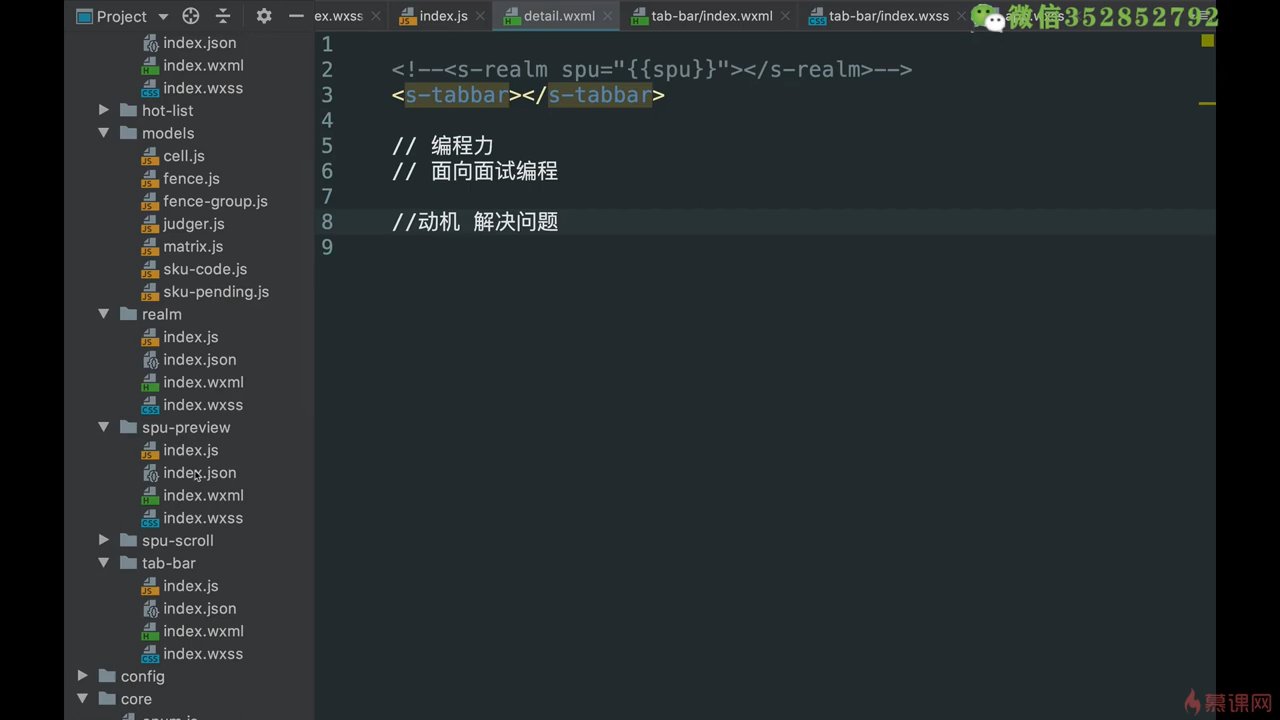 Project
ex.wxss
index.js
detail.wxml
tab-bar/index.wxml
tab-bar/index.wxss
微信352852792
index.json
index.wxml
index.wxss
hot-list
models
cell.js
fence.js
fence-group.js
judger.js
matrix.js
sku-code.js
sku-pending.js
realm
index.js
index.json
index.wxml
index.wxss
spu-preview
index.js
index.json
index.wxml
index.wxss
spu-scroll
tab-bar
index.js
index.json
index.wxml
index.wxss
config
core
1
2 <!--<s-realm spu="{{spu}}"></s-realm>-->
3 <s-tabbar></s-tabbar>
4
5 // 编程力
6 // 面向面试编程
7
8 //动机 解决问题
9
慕课网